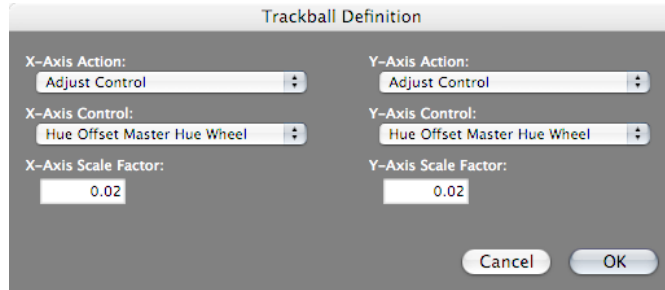 Trackball Definition
X-Axis Action:
Adjust Control
X-Axis Control:
Hue Offset Master Hue Wheel
X-Axis Scale Factor:
0.02
Y-Axis Action:
Adjust Control
Y-Axis Control:
Hue Offset Master Hue Wheel
Y-Axis Scale Factor:
0.02
Cancel
OK